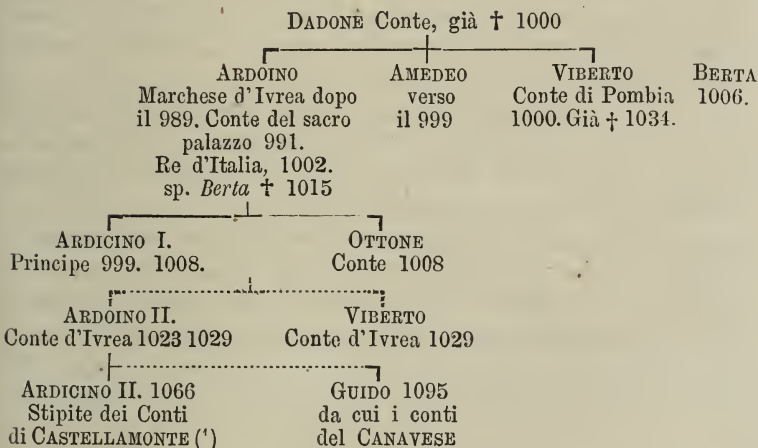 DADONE Conte, già † 1000
ARDOINO AMEDEO VIBERTO BERTA
Marchese d'Ivrea dopo verso Conte di Pombia 1006.
il 989. Conte del sacro il 999 1000. Già † 1034.
palazzo 991.
Re d'Italia, 1002.
sp. Berta † 1015
ARDICINO I. OTTONE
Principe 999. 1008. Conte 1008
ARDOINO II. VIBERTO
Conte d'Ivrea 1023 1029 Conte d'Ivrea 1029
ARDICINO II. 1066 GUIDO 1095
Stipite dei Conti da cui i conti
di CASTELLAMONTE (¹) del CANAVESE